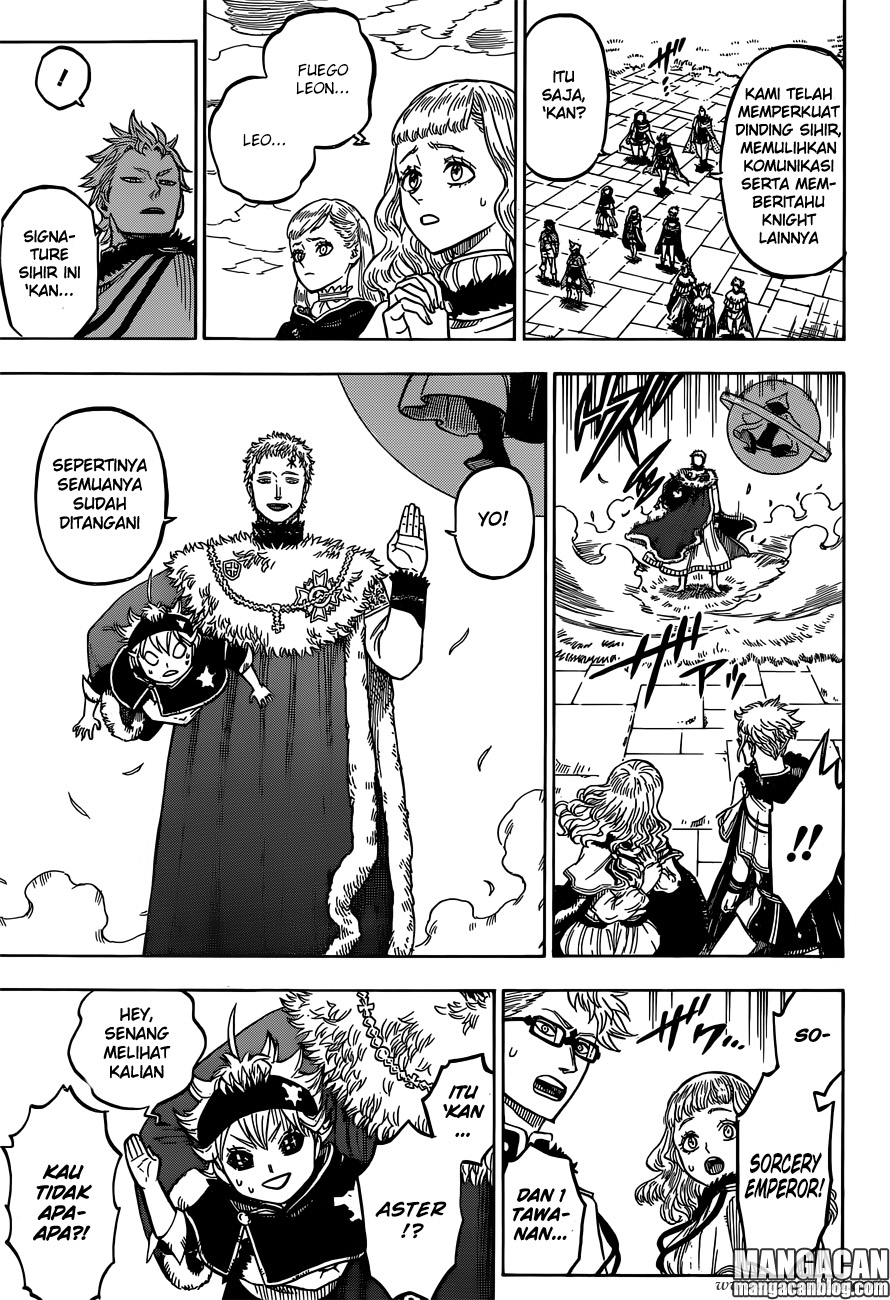 KAMI TELAH
MEMPERKUAT
DINDING SIHIR,
MEMULIHKAN
KOMUNIKASI
SERTA MEM-
BERITAHU
KNIGHT
LAINNYA
ITU
SAJA,
'KAN?
FUEGO
LEON...
LEO...
!
SIGNA-
TURE
SIHIR INI
'KAN...
!!
YO!
SEPERTINYA
SEMUANYA
SUDAH
DITANGANI
SO-
SORCERY
EMPEROR!
DAN 1
TAWA-
NAN...
ITU
'KAN
...
ASTER
!?
HEY,
SENANG
MELIHAT
KALIAN
KAU
TIDAK
APA-
APA?!
MANGACAN
mangacanblog.com